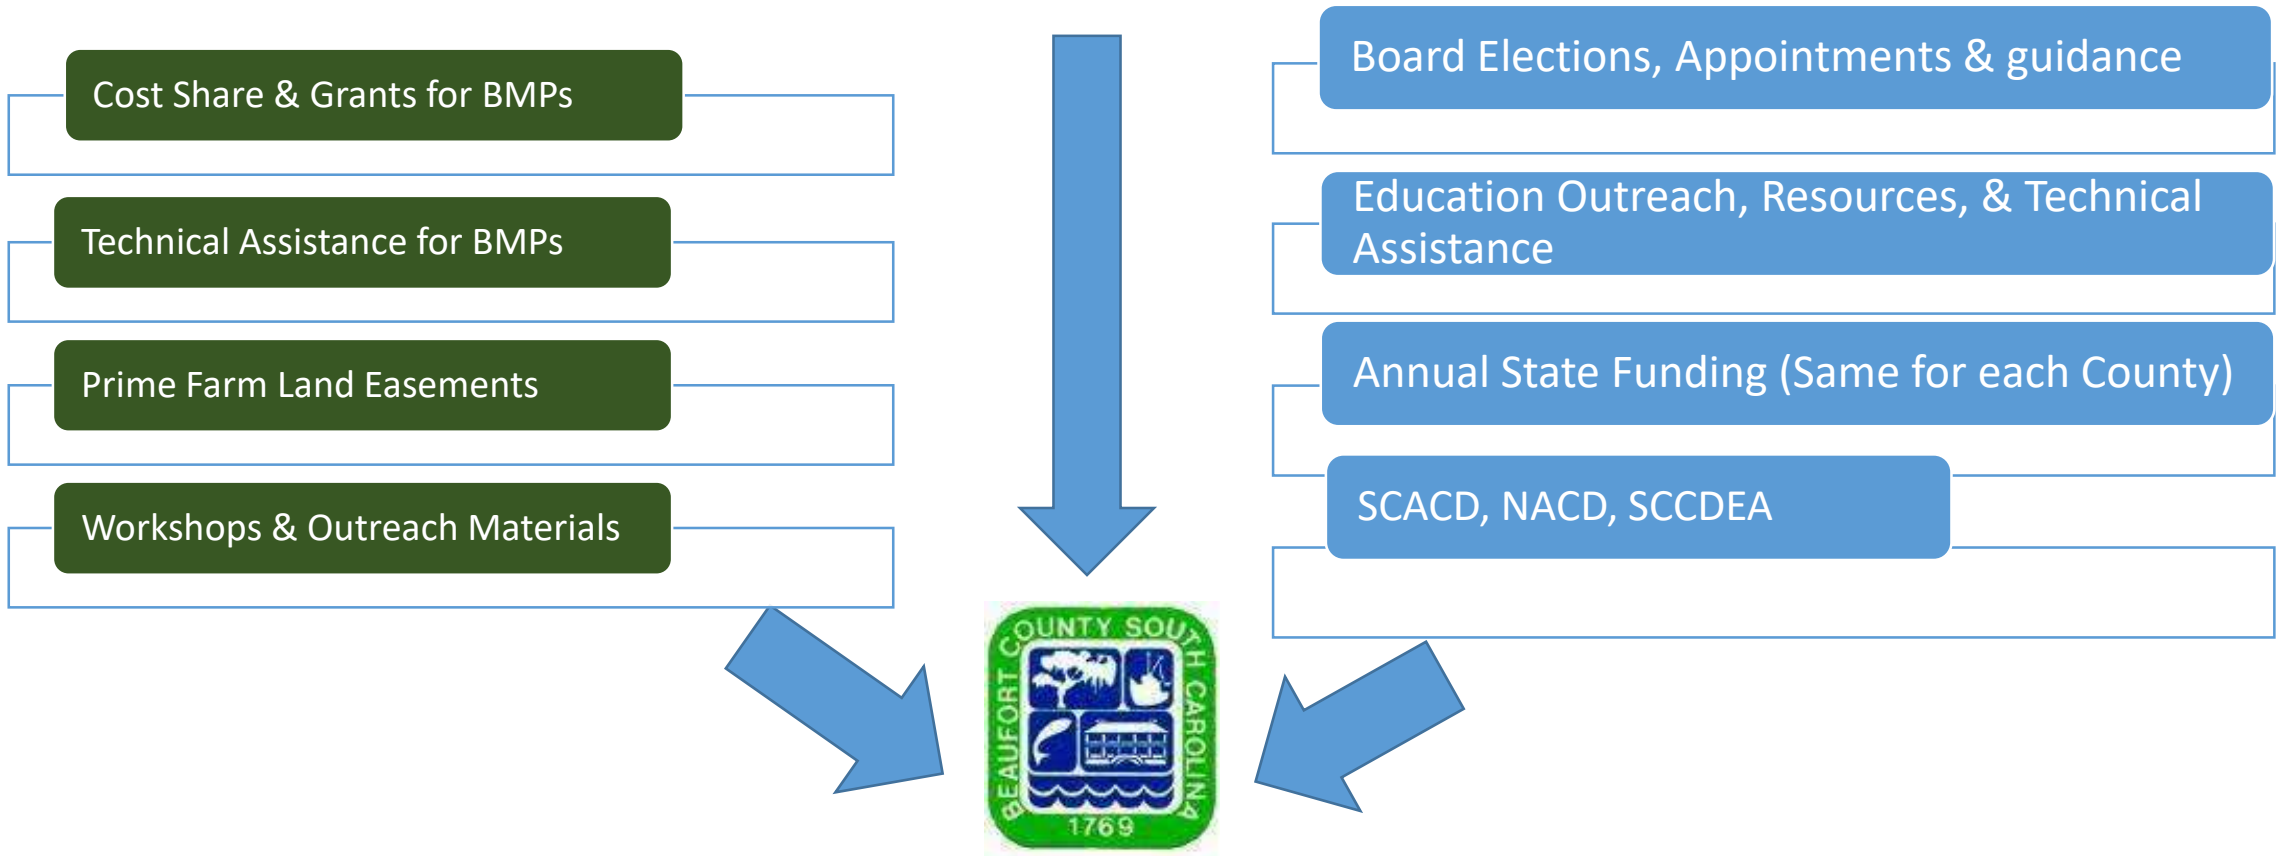 Cost Share & Grants for BMPs
Technical Assistance for BMPs
Prime Farm Land Easements
Workshops & Outreach Materials
Board Elections, Appointments & guidance
Education Outreach, Resources, & Technical
Assistance
Annual State Funding (Same for each County)
SCACD, NACD, SCCDEA
BEAUFORT COUNTY SOUTH CAROLINA
1769